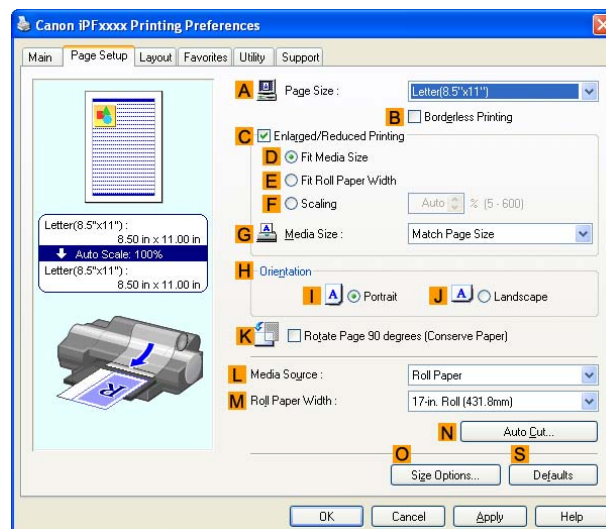 Canon iPFxxxx Printing Preferences
Main Page Setup Layout Favorites Utility Support
A Page Size : Letter(8.5"x11")
B Borderless Printing
C Enlarged/Reduced Printing
D Fit Media Size
E Fit Roll Paper Width
F Scaling Auto % (5 - 600)
Letter(8.5"x11") :
8.50 in x 11.00 in
Auto Scale: 100%
Letter(8.5"x11") :
8.50 in x 11.00 in
G Media Size : Match Page Size
H Orientation
I A Portrait J A Landscape
K Rotate Page 90 degrees (Conserve Paper)
R
L Media Source : Roll Paper
M Roll Paper Width : 17-in. Roll (431.8mm)
N Auto Cut...
O S
Size Options... Defaults
OK Cancel Apply Help